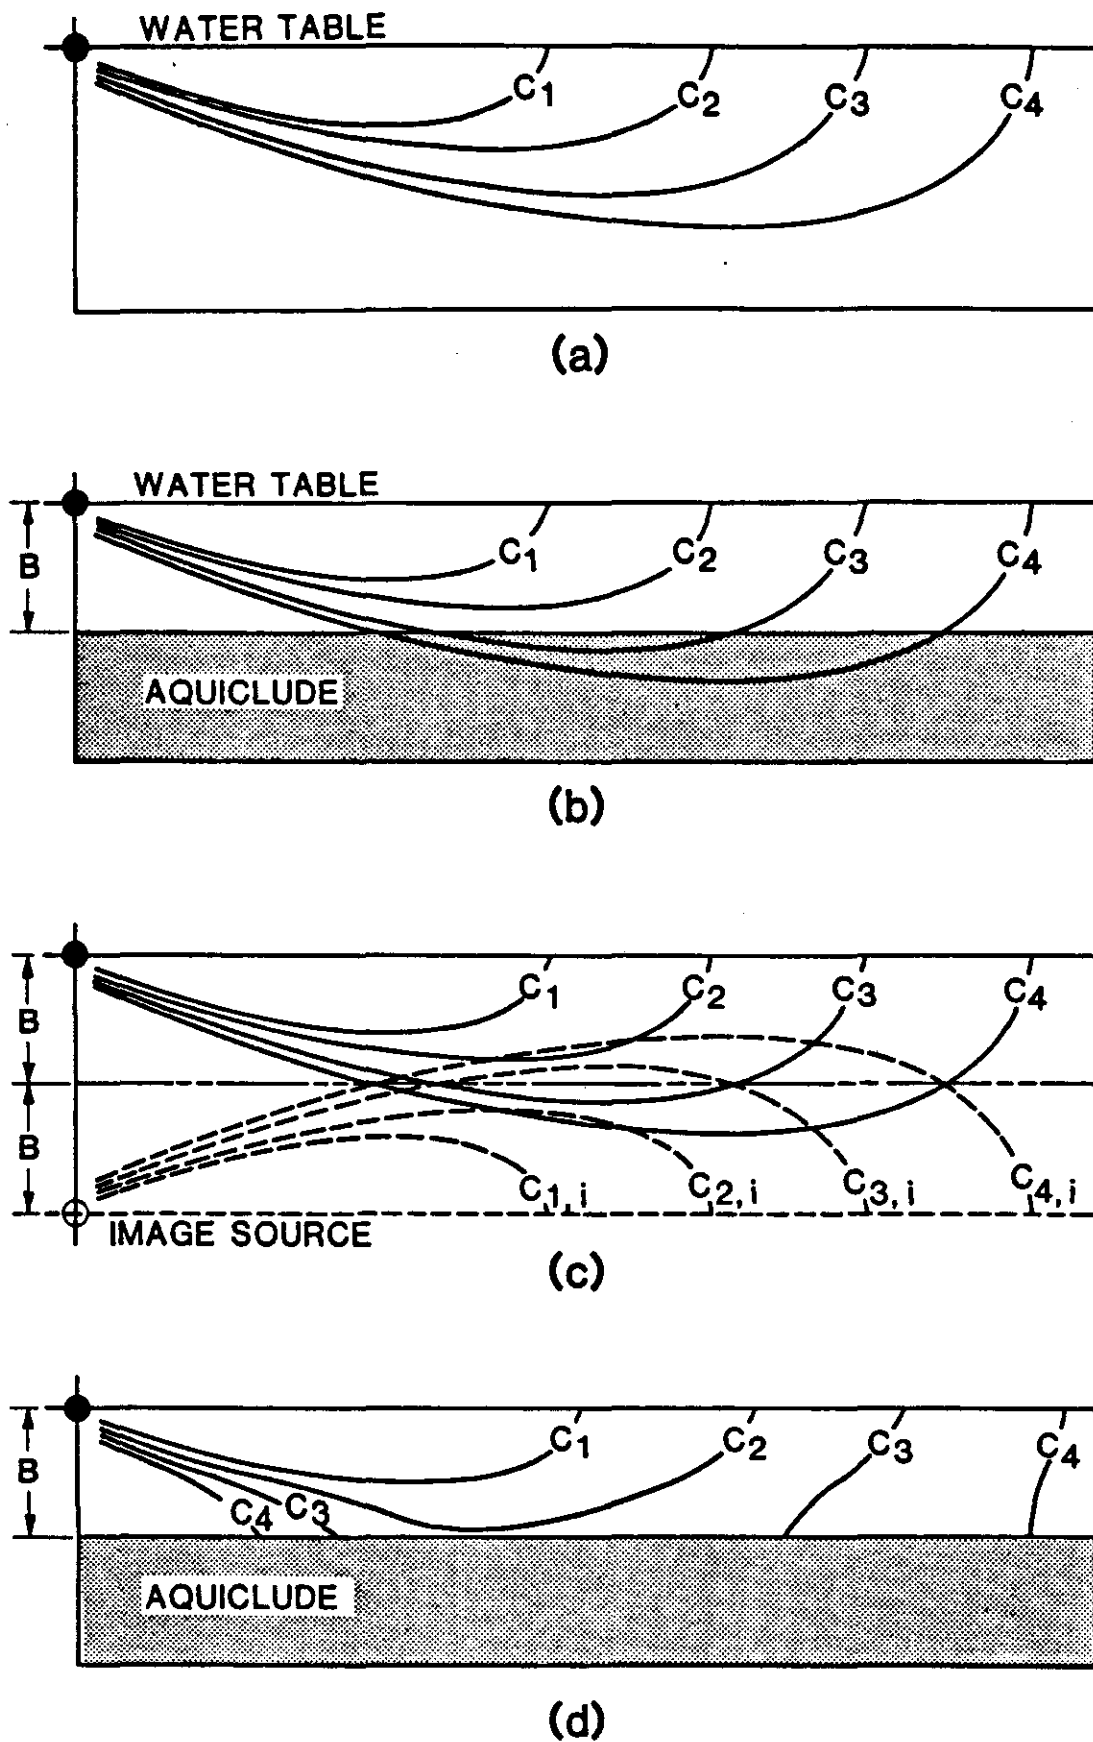 WATER TABLE
C1 C2 C3 C4
(a)
WATER TABLE
B
C1 C2 C3 C4
AQUICLUDE
(b)
B
C1 C2 C3 C4
B
C1,i C2,i C3,i C4,i
IMAGE SOURCE
(c)
B
C1 C2 C3 C4
C4 C3
AQUICLUDE
(d)